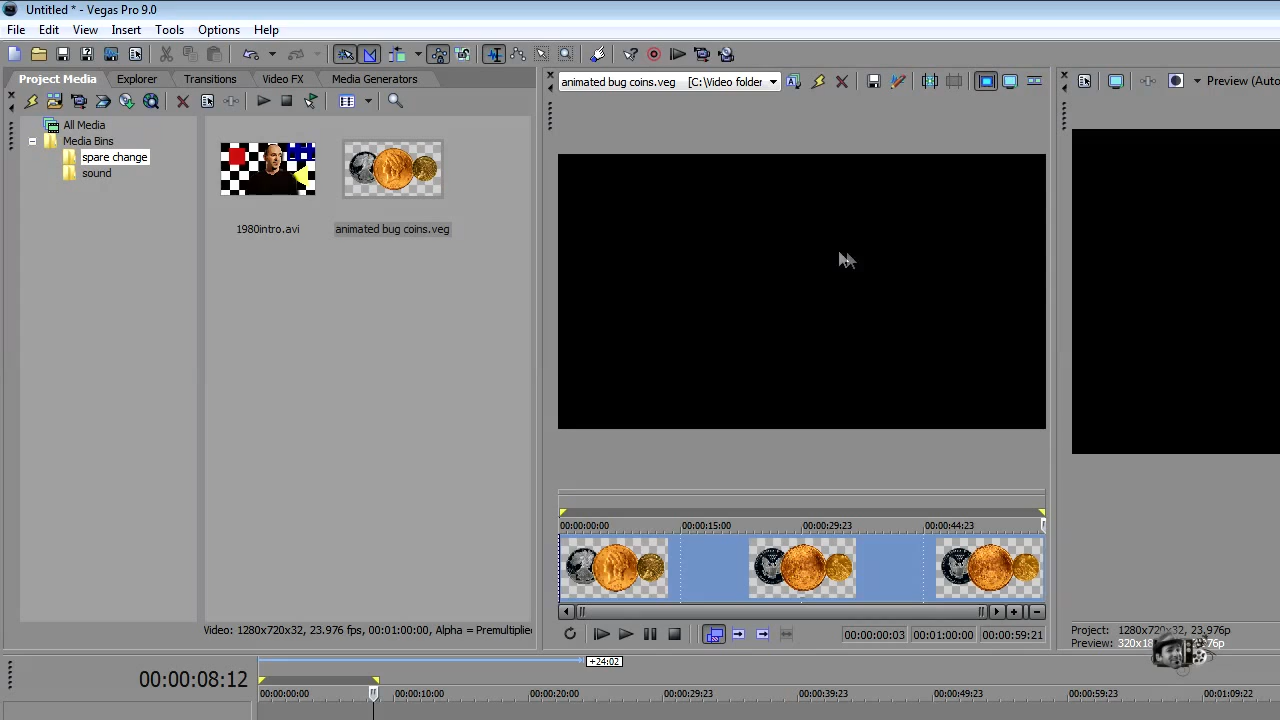 Untitled * - Vegas Pro 9.0
File Edit View Insert Tools Options Help
Project Media Explorer Transitions Video FX Media Generators
animated bug coins.veg [C:\Video folder
Preview (Auto
All Media
Media Bins
spare change
sound
1980intro.avi
animated bug coins.veg
00:00:00:00 00:00:15:00 00:00:29:23 00:00:44:23
Video: 1280x720x32, 23.976 fps, 00:01:00:00, Alpha = Premultiplie
00:00:00:03 00:01:00:00 00:00:59:21
Project: 1280x720x32, 23.976p
Preview:
+24:02
00:00:08:12
00:00:00:00 00:00:10:00 00:00:20:00 00:00:29:23 00:00:39:23 00:00:49:23 00:00:59:23 00:01:09:22